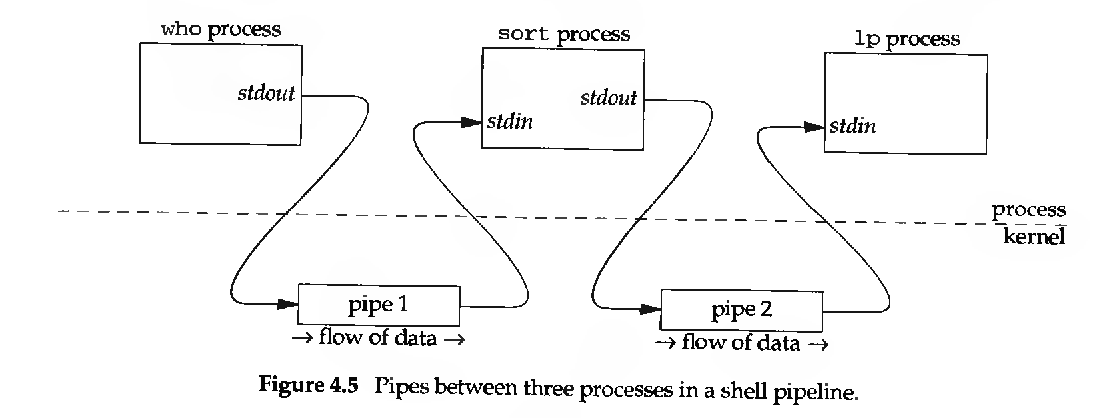 who process
sort process
lp process
stdout
stdin
stdout
stdin
process
kernel
pipe 1
pipe 2
→ flow of data →
→ flow of data →
Figure 4.5 Pipes between three processes in a shell pipeline.